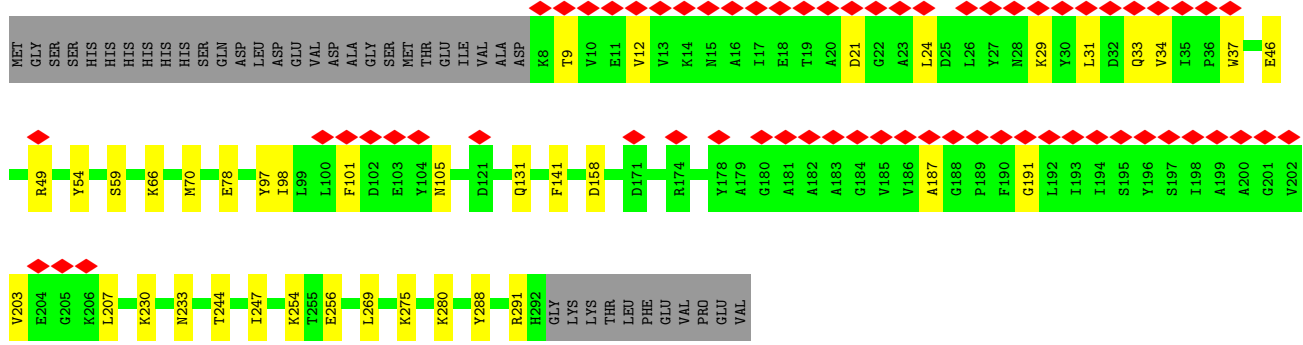 MET GLY SER SER HIS HIS HIS HIS HIS HIS SER GLN ASP LEU ASP GLU VAL ASP ALA GLY SER MET THR GLU ILE VAL ALA ASP K8 T9 V10 E11 V12 V13 K14 N15 A16 I17 E18 T19 A20 D21 G22 A23 L24 D25 L26 Y27 N28 K29 Y30 L31 D32 Q33 V34 I35 P36 W37 E46
R49 Y54 S59 K66 M70 E78 Y97 I98 L99 L100 F101 D102 E103 Y104 N105 D121 Q131 F141 D158 D171 R174 Y178 A179 G180 A181 A182 A183 G184 V185 V186 A187 G188 P189 F190 G191 L192 I193 I194 S195 Y196 S197 I198 A199 A200 G201 V202
V203 E204 G205 K206 L207 K230 N233 T244 I247 K254 T255 E256 L269 K275 K280 Y288 R291 H292 GLY LYS LYS THR LEU PHE GLU VAL PRO GLU VAL